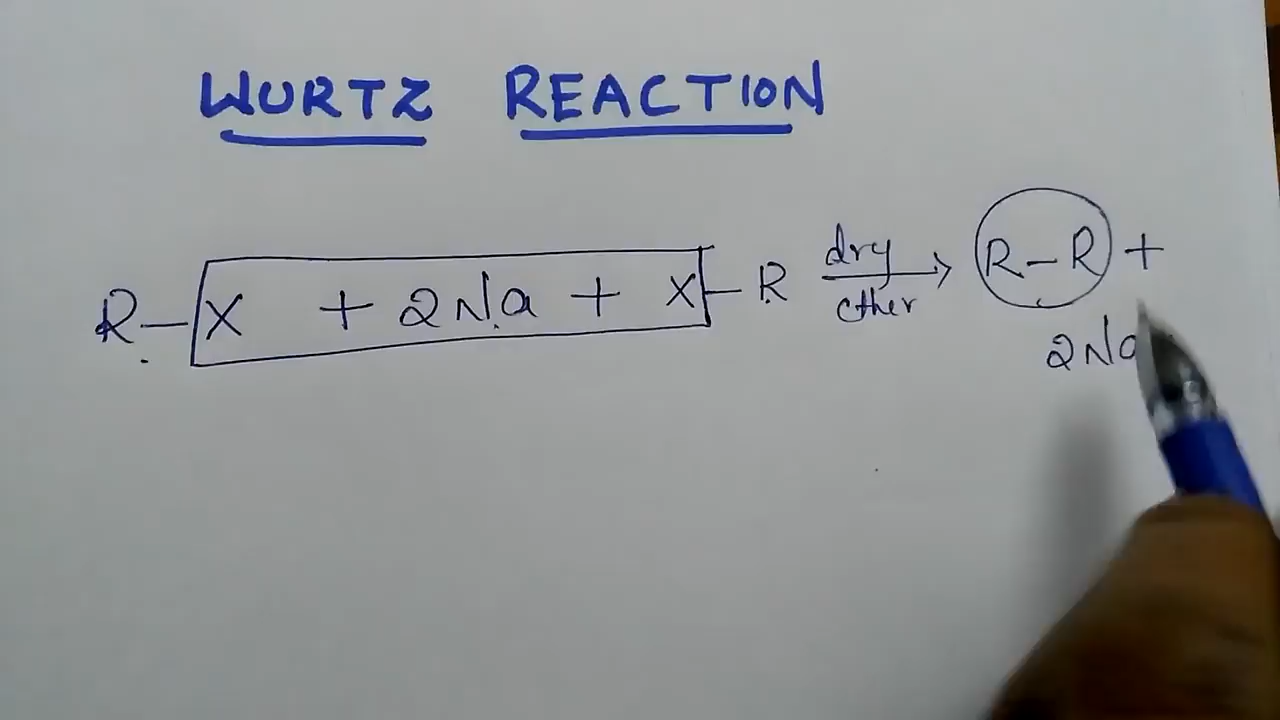 WURTZ REACTION
R-X + 2Na + X-R dry ether → R-R +
2Na